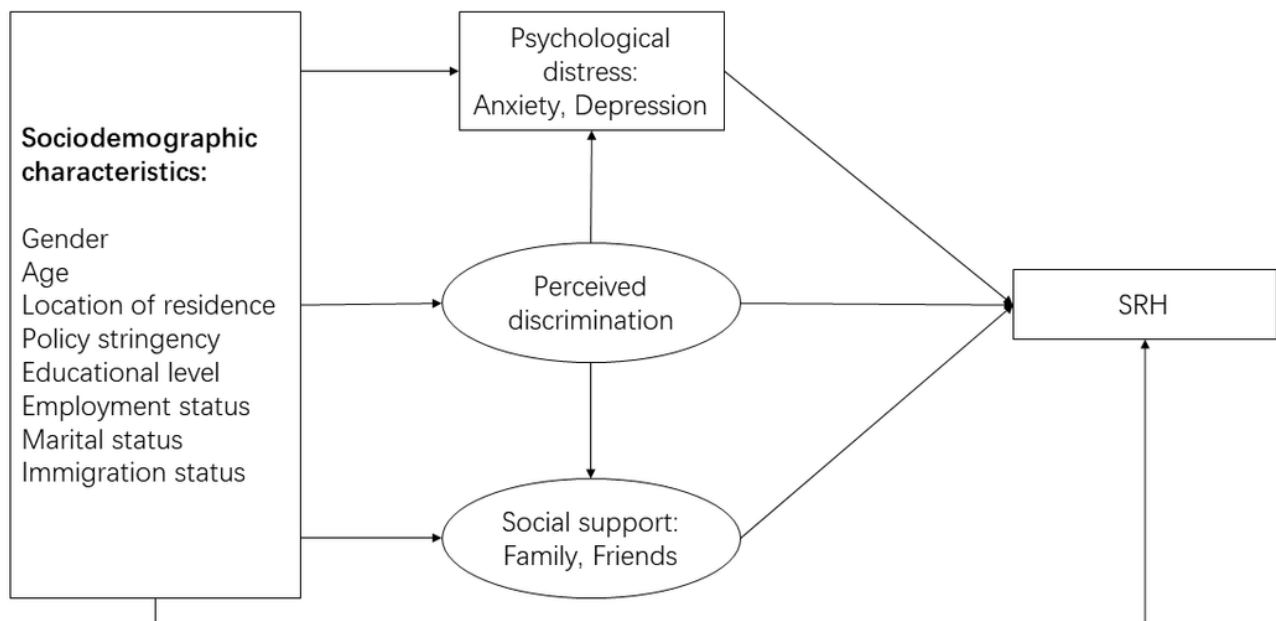 Sociodemographic
characteristics:
Gender
Age
Location of residence
Policy stringency
Educational level
Employment status
Marital status
Immigration status
Psychological
distress:
Anxiety, Depression
Perceived
discrimination
Social support:
Family, Friends
SRH